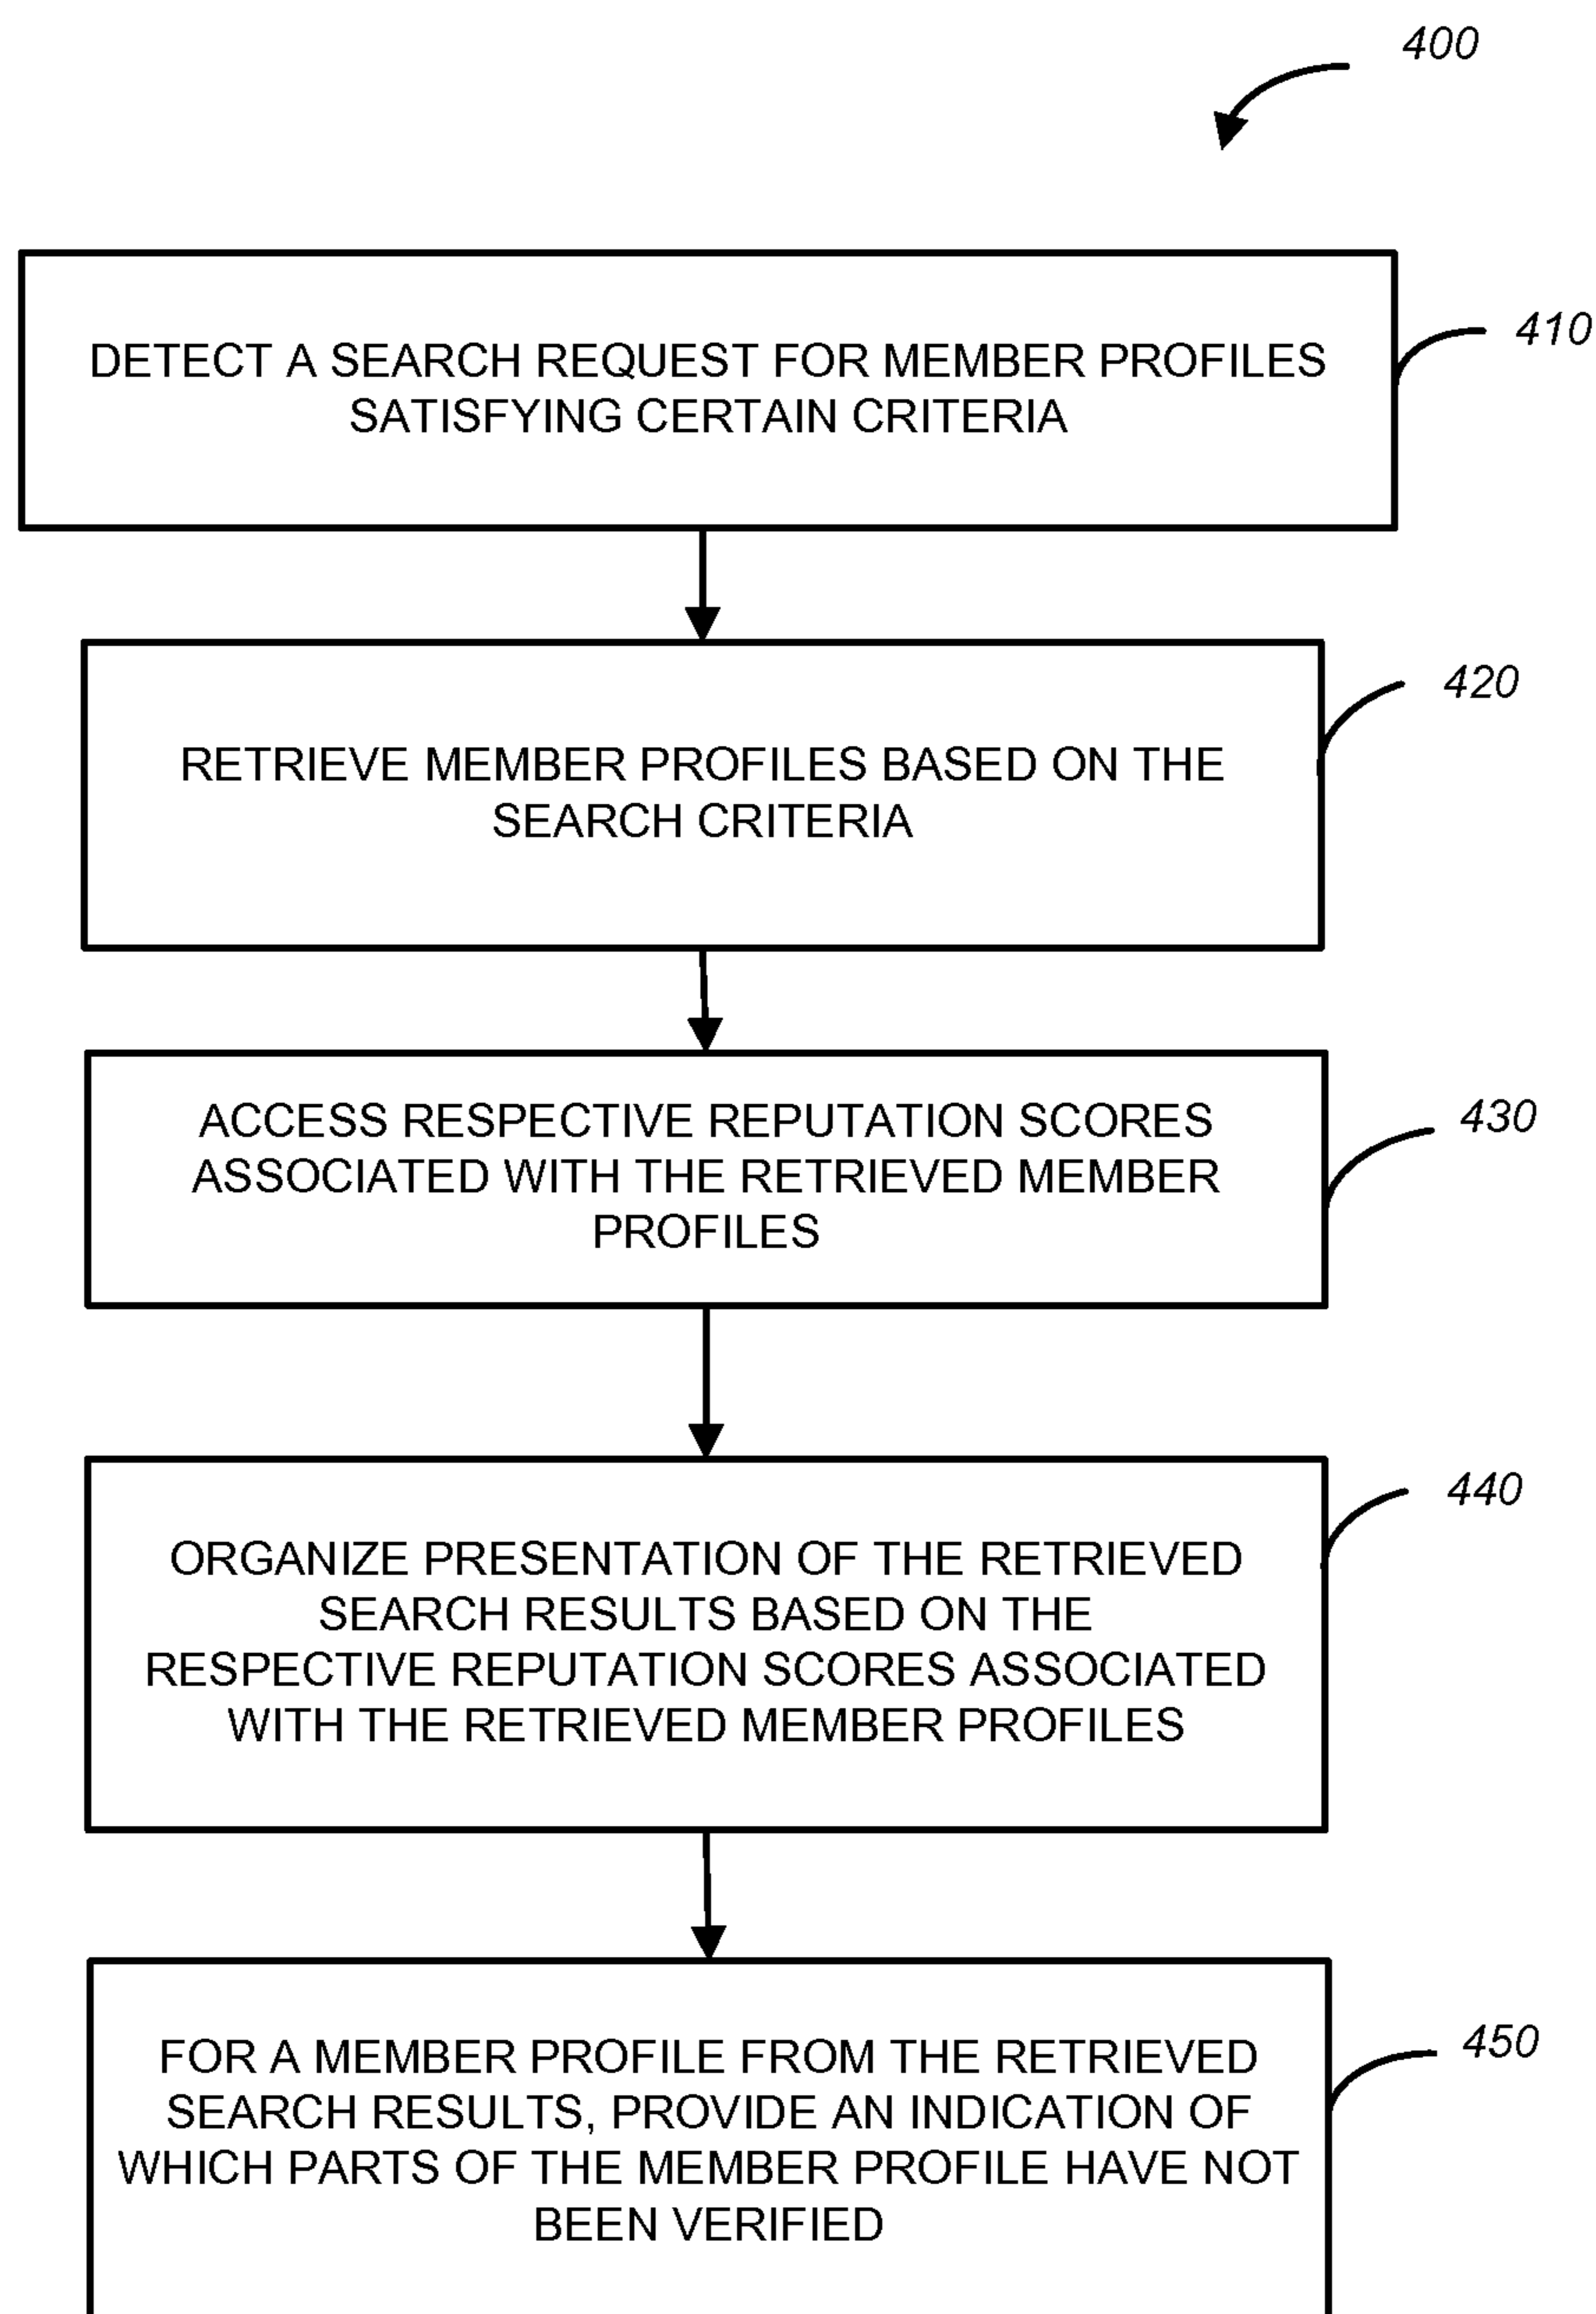 400
DETECT A SEARCH REQUEST FOR MEMBER PROFILES
SATISFYING CERTAIN CRITERIA
410
RETRIEVE MEMBER PROFILES BASED ON THE
SEARCH CRITERIA
420
ACCESS RESPECTIVE REPUTATION SCORES
ASSOCIATED WITH THE RETRIEVED MEMBER
PROFILES
430
ORGANIZE PRESENTATION OF THE RETRIEVED
SEARCH RESULTS BASED ON THE
RESPECTIVE REPUTATION SCORES ASSOCIATED
WITH THE RETRIEVED MEMBER PROFILES
440
FOR A MEMBER PROFILE FROM THE RETRIEVED
SEARCH RESULTS, PROVIDE AN INDICATION OF
WHICH PARTS OF THE MEMBER PROFILE HAVE NOT
BEEN VERIFIED
450